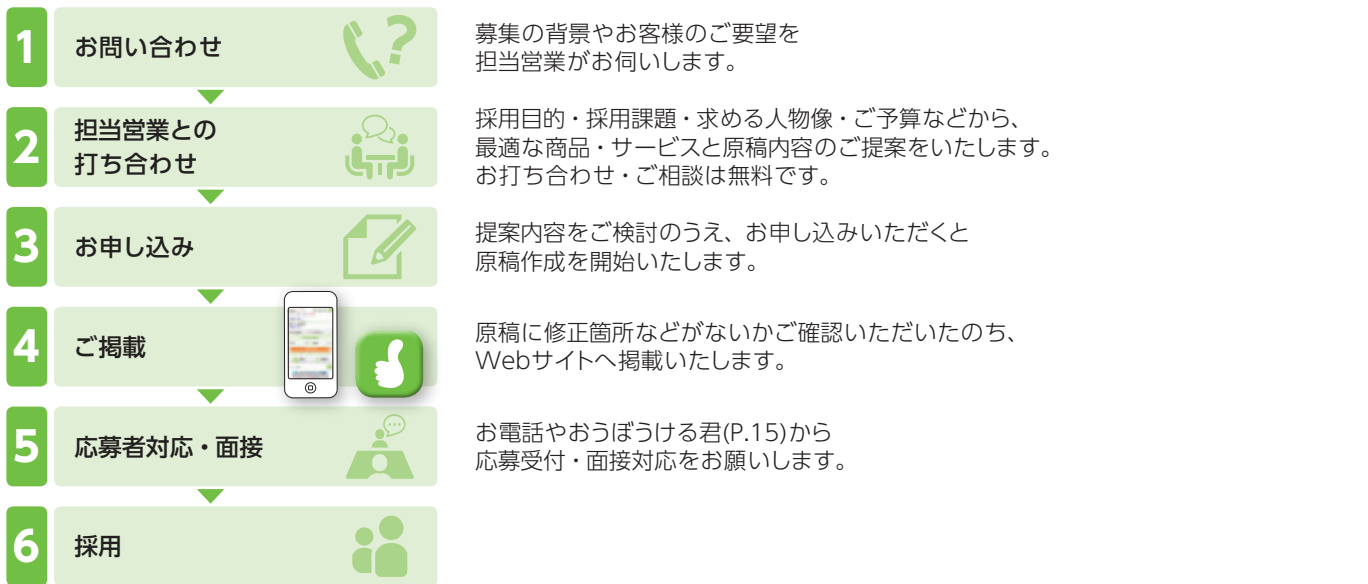 1
お問い合わせ
?
募集の背景やお客様のご要望を
担当営業がお伺いします。
2
担当営業との
打ち合わせ
採用目的・採用課題・求める人物像・ご予算などから、
最適な商品・サービスと原稿内容のご提案をいたします。
お打ち合わせ・ご相談は無料です。
3
お申し込み
提案内容をご検討のうえ、お申し込みいただくと
原稿作成を開始いたします。
4
ご掲載
原稿に修正箇所などがないかご確認いただいたのち、
Webサイトへ掲載いたします。
5
応募者対応・面接
お電話やおうぼうける君(P.15)から
応募受付・面接対応をお願いします。
6
採用